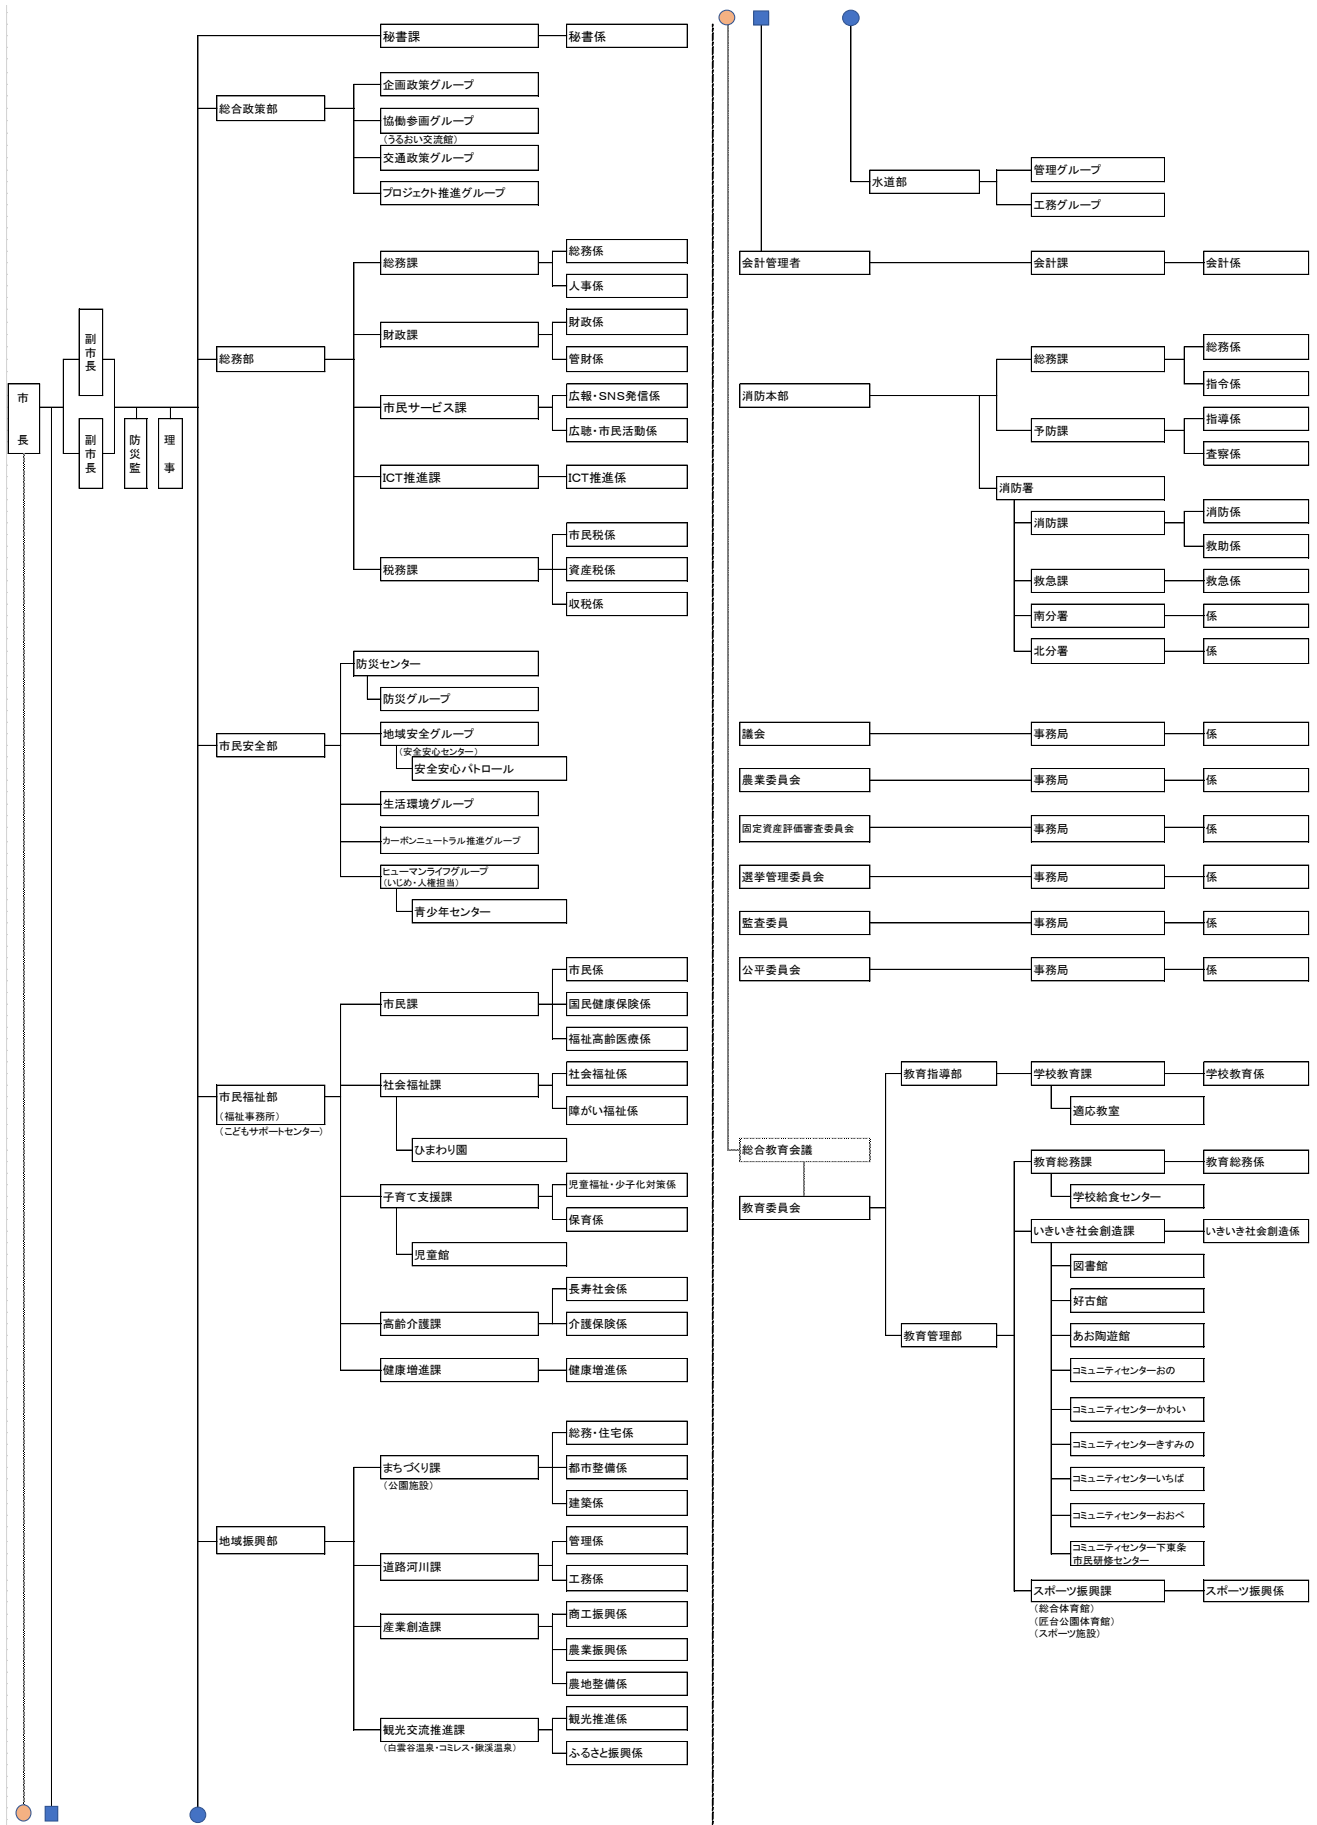 市長
副市長
副市長
防災監
理事
秘書課
秘書係
総合政策部
企画政策グループ
協働参画グループ
（うるおい交流館）
交通政策グループ
プロジェクト推進グループ
総務部
総務課
総務係
人事係
財政課
財政係
管財係
市民サービス課
広報・SNS発信係
広聴・市民活動係
ICT推進課
ICT推進係
税務課
市民税係
資産税係
収税係
市民安全部
防災センター
防災グループ
地域安全グループ
（安全安心センター）
安全安心パトロール
生活環境グループ
カーボンニュートラル推進グループ
ヒューマンライフグループ
（いじめ・人権担当）
青少年センター
市民福祉部
（福祉事務所）
（こどもサポートセンター）
市民課
市民係
国民健康保険係
福祉高齢医療係
社会福祉課
社会福祉係
障がい福祉係
ひまわり園
子育て支援課
児童福祉・少子化対策係
保育係
児童館
高齢介護課
長寿社会係
介護保険係
健康増進課
健康増進係
地域振興部
まちづくり課
（公園施設）
総務・住宅係
都市整備係
建築係
道路河川課
管理係
工務係
産業創造課
商工振興係
農業振興係
農地整備係
観光交流推進課
（白雲谷温泉・コミレス・鍬渓温泉）
観光推進係
ふるさと振興係
水道部
管理グループ
工務グループ
会計管理者
会計課
会計係
消防本部
総務課
総務係
指令係
予防課
指導係
査察係
消防署
消防課
消防係
救助係
救急課
救急係
南分署
係
北分署
係
議会
事務局
係
農業委員会
事務局
係
固定資産評価審査委員会
事務局
係
選挙管理委員会
事務局
係
監査委員
事務局
係
公平委員会
事務局
係
総合教育会議
教育委員会
教育指導部
学校教育課
学校教育係
適応教室
教育管理部
教育総務課
教育総務係
学校給食センター
いきいき社会創造課
いきいき社会創造係
図書館
好古館
あお陶遊館
コミュニティセンターおの
コミュニティセンターかわい
コミュニティセンターきすみの
コミュニティセンターいちば
コミュニティセンターおおべ
コミュニティセンター下東条
市民研修センター
スポーツ振興課
スポーツ振興係
（総合体育館）
（匠台公園体育館）
（スポーツ施設）